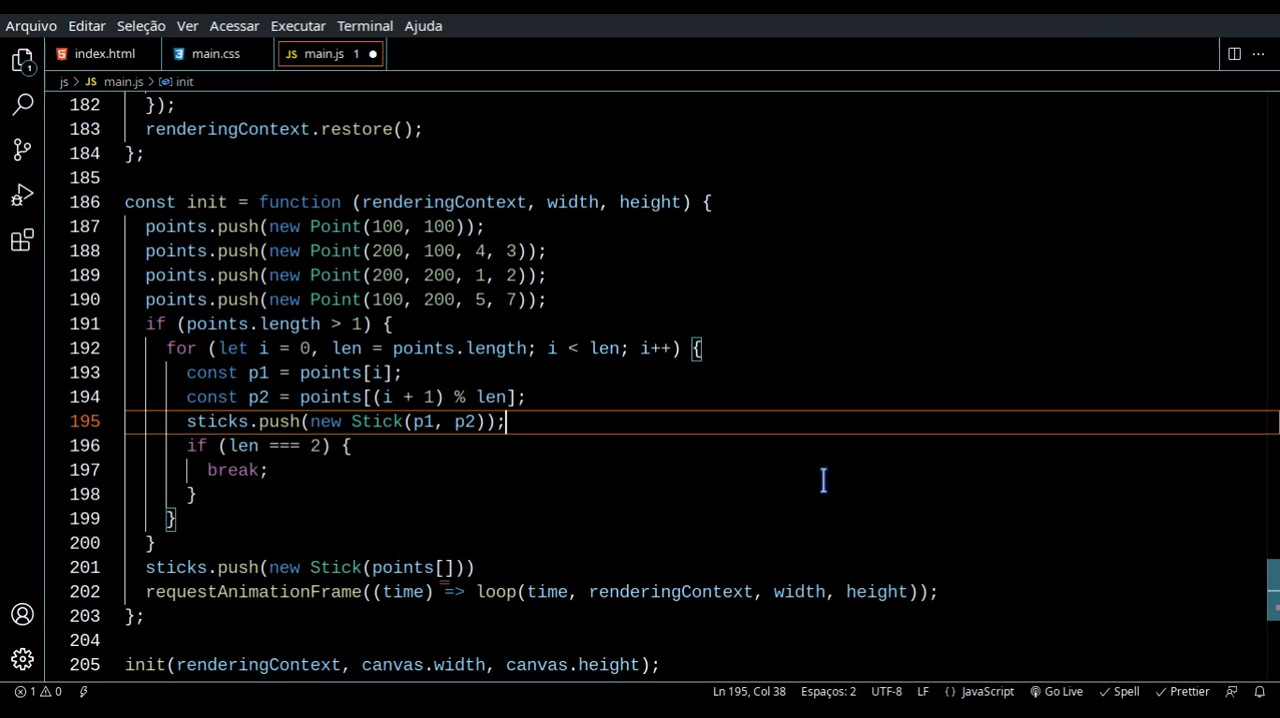 Arquivo Editar Seleção Ver Acessar Executar Terminal Ajuda
index.html main.css JS main.js 1
js > JS main.js > init
1
182 });
183 renderingContext.restore();
184 };
185
186 const init = function (renderingContext, width, height) {
187 points.push(new Point(100, 100));
188 points.push(new Point(200, 100, 4, 3));
189 points.push(new Point(200, 200, 1, 2));
190 points.push(new Point(100, 200, 5, 7));
191 if (points.length > 1) {
192 for (let i = 0, len = points.length; i < len; i++) {
193 const p1 = points[i];
194 const p2 = points[(i + 1) % len];
195 sticks.push(new Stick(p1, p2));
196 if (len === 2) {
197 break;
198 }
199 }
200 }
201 sticks.push(new Stick(points[]))
202 requestAnimationFrame((time) => loop(time, renderingContext, width, height));
203 };
204
205 init(renderingContext, canvas.width, canvas.height);
1 0 Ln 195, Col 38 Espaços: 2 UTF-8 LF {} JavaScript Go Live Spell Prettier